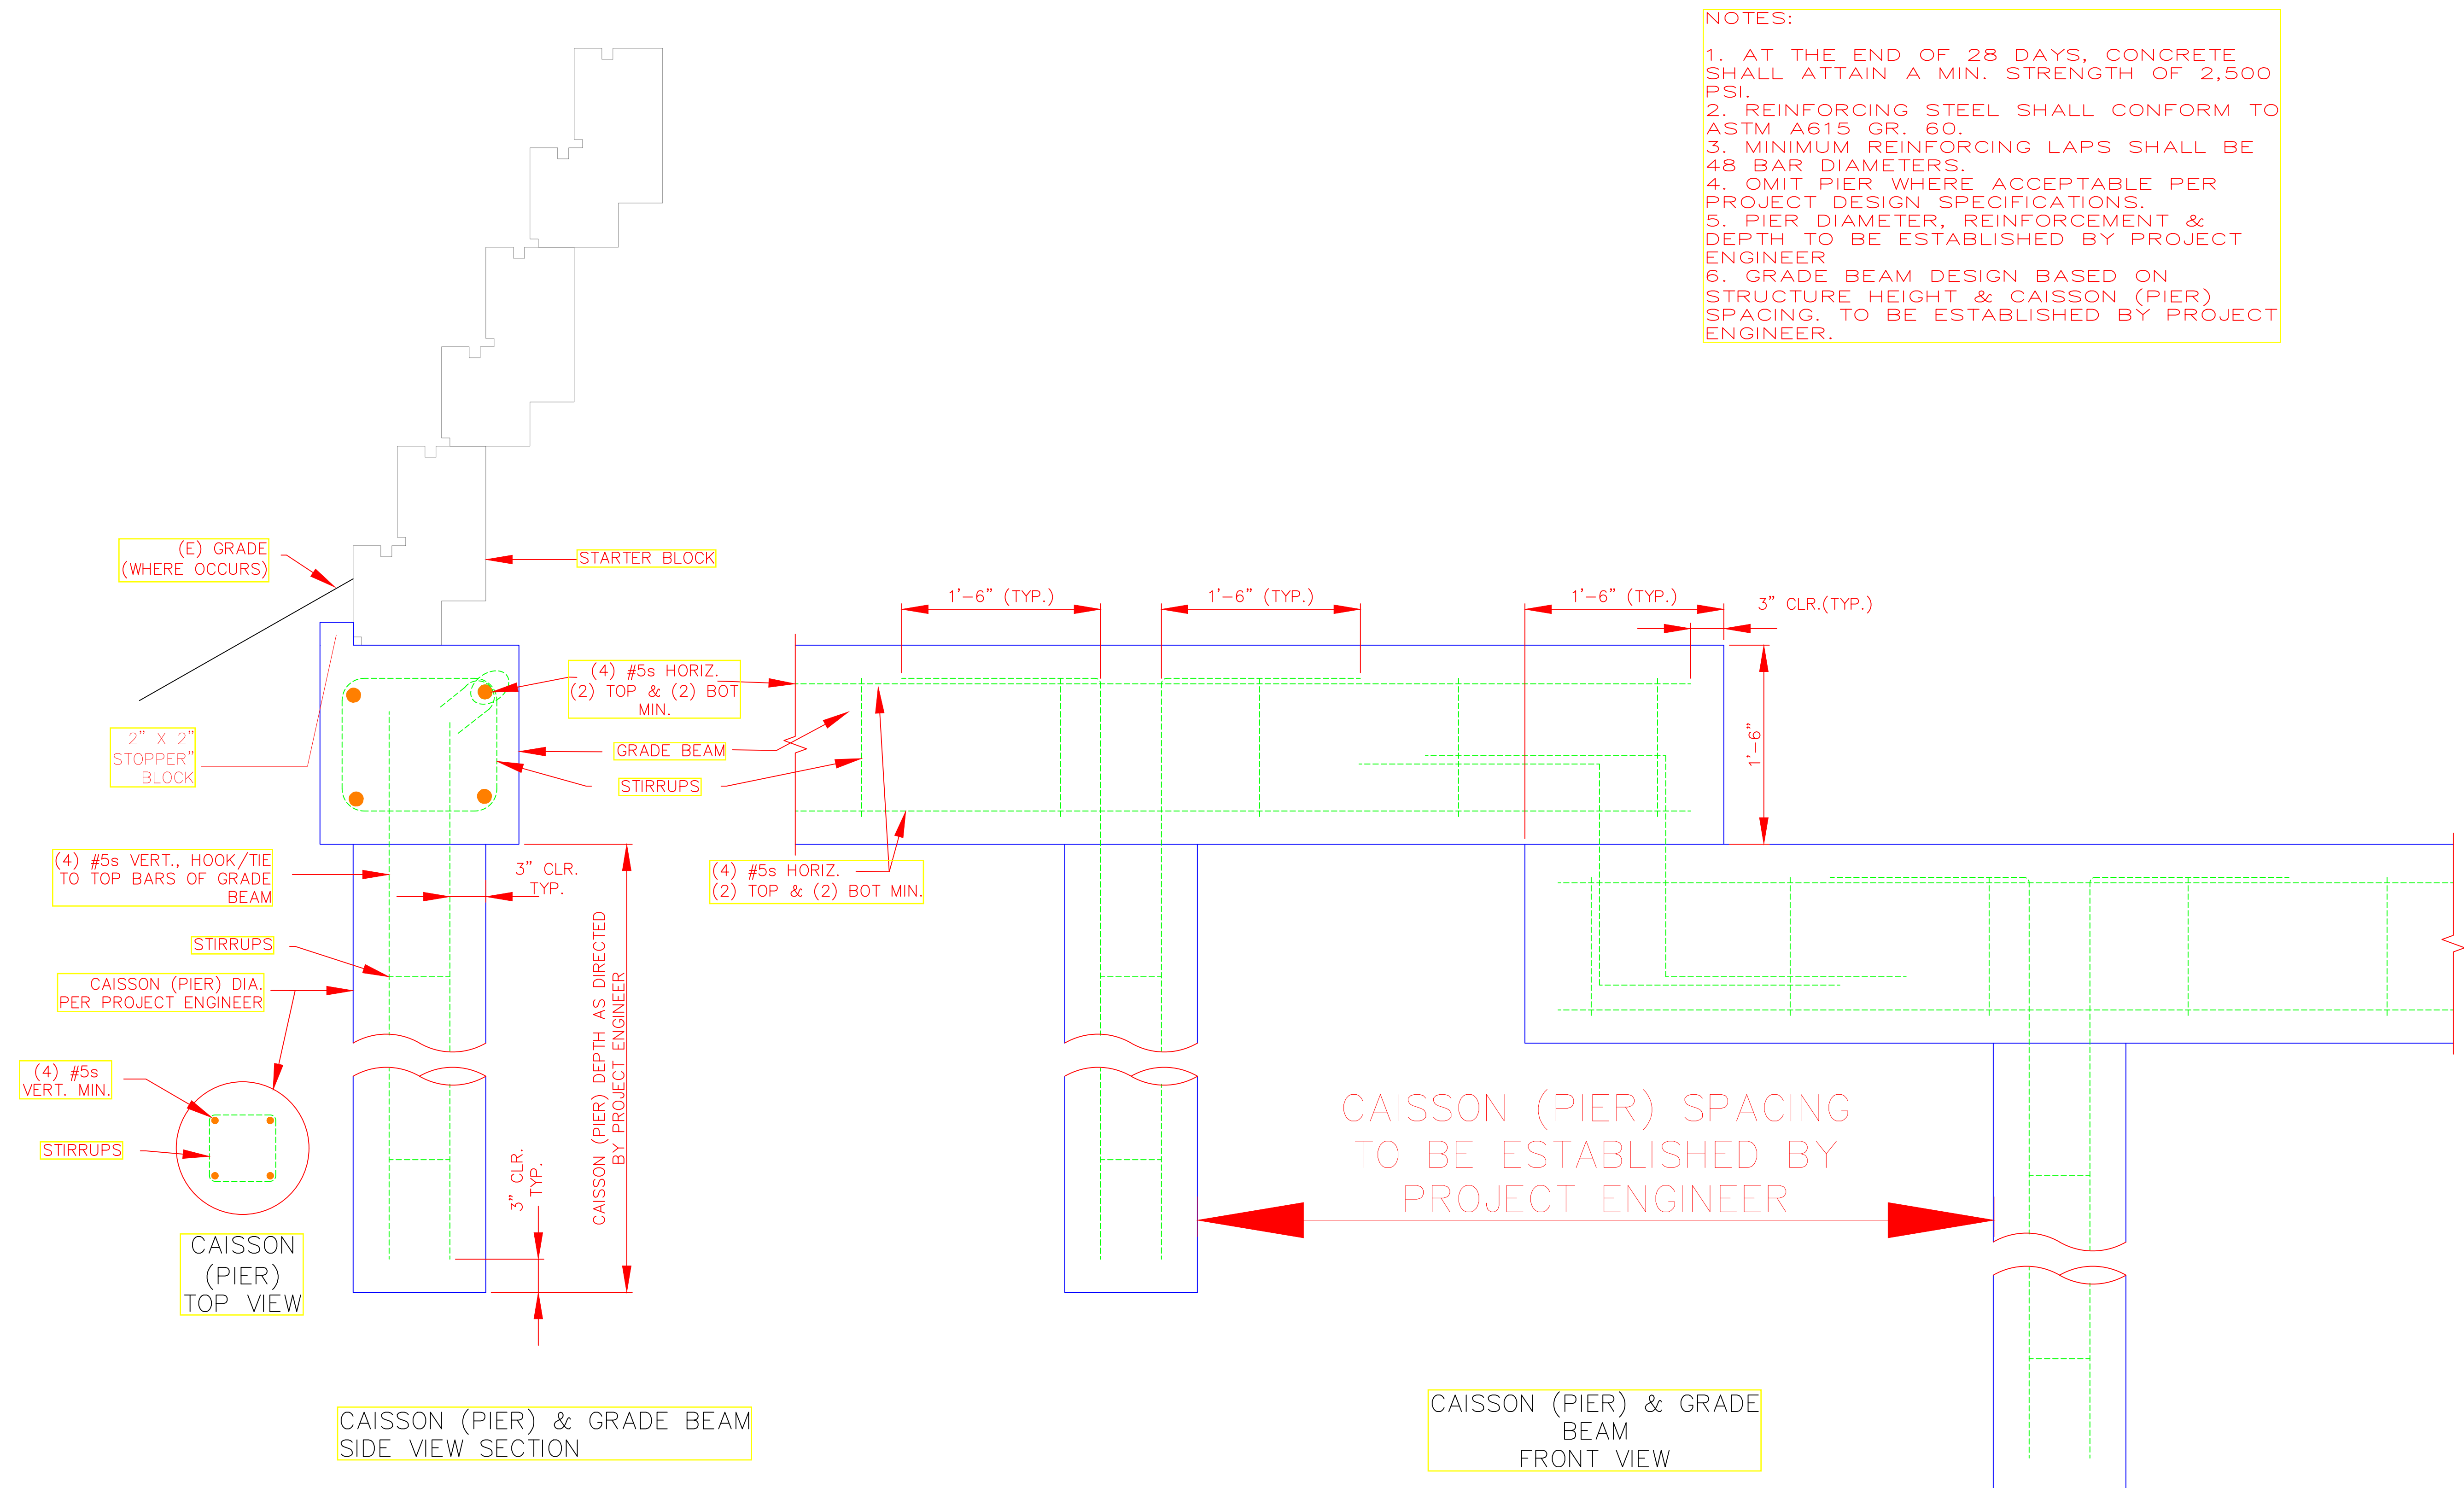 NOTES:
1. AT THE END OF 28 DAYS, CONCRETE
SHALL ATTAIN A MIN. STRENGTH OF 2,500
PSI.
2. REINFORCING STEEL SHALL CONFORM TO
ASTM A615 GR. 60.
3. MINIMUM REINFORCING LAPS SHALL BE
48 BAR DIAMETERS.
4. OMIT PIER WHERE ACCEPTABLE PER
PROJECT DESIGN SPECIFICATIONS.
5. PIER DIAMETER, REINFORCEMENT &
DEPTH TO BE ESTABLISHED BY PROJECT
ENGINEER
6. GRADE BEAM DESIGN BASED ON
STRUCTURE HEIGHT & CAISSON (PIER)
SPACING. TO BE ESTABLISHED BY PROJECT
ENGINEER.
(E) GRADE
(WHERE OCCURS)
STARTER BLOCK
2" X 2"
STOPPER"
BLOCK
(4) #5s HORIZ.
(2) TOP & (2) BOT
MIN.
GRADE BEAM
STIRRUPS
(4) #5s VERT., HOOK/TIE
TO TOP BARS OF GRADE
BEAM
3" CLR.
TYP.
STIRRUPS
CAISSON (PIER) DIA.
PER PROJECT ENGINEER
(4) #5s
VERT. MIN.
STIRRUPS
CAISSON
(PIER)
TOP VIEW
3" CLR.
TYP.
CAISSON (PIER) DEPTH AS DIRECTED
BY PROJECT ENGINEER
CAISSON (PIER) & GRADE BEAM
SIDE VIEW SECTION
1'-6" (TYP.)
1'-6" (TYP.)
1'-6" (TYP.)
3" CLR.(TYP.)
1'-6"
(4) #5s HORIZ.
(2) TOP & (2) BOT MIN.
CAISSON (PIER) SPACING
TO BE ESTABLISHED BY
PROJECT ENGINEER
CAISSON (PIER) & GRADE
BEAM
FRONT VIEW